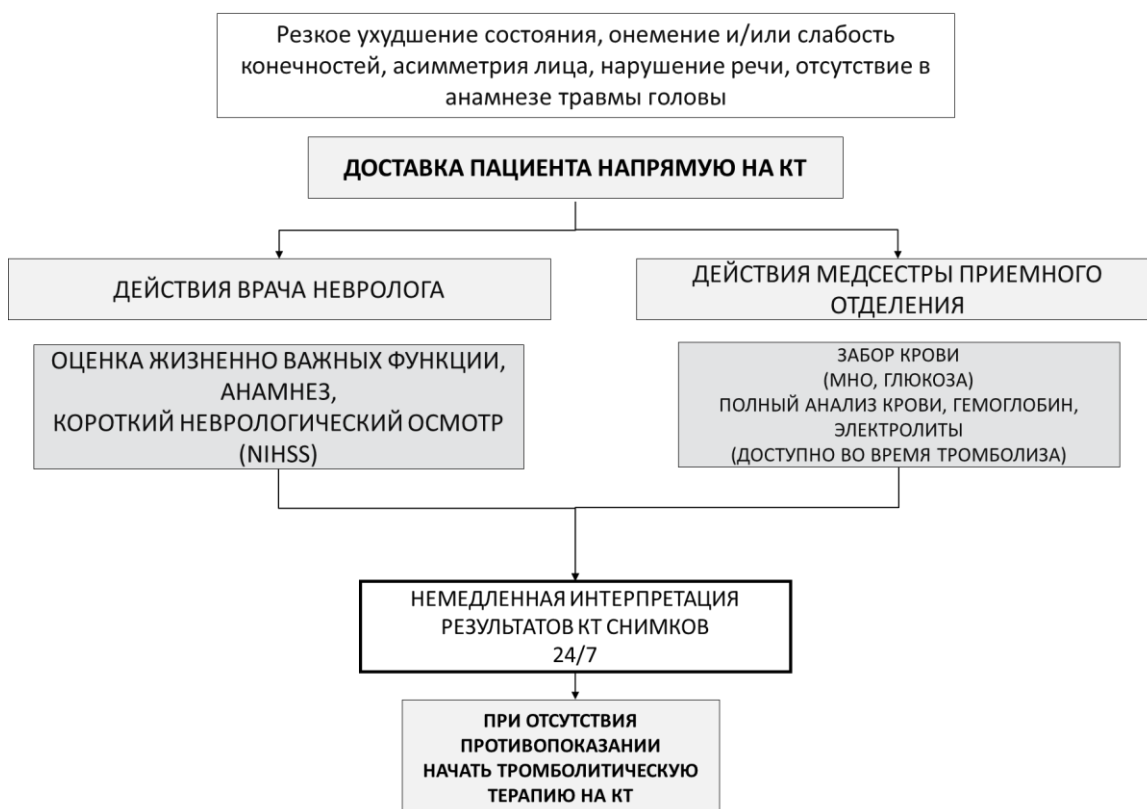 Резкое ухудшение состояния, онемение и/или слабость
конечностей, асимметрия лица, нарушение речи, отсутствие в
анамнезе травмы головы
ДОСТАВКА ПАЦИЕНТА НАПРЯМУЮ НА КТ
ДЕЙСТВИЯ ВРАЧА НЕВРОЛОГА
ДЕЙСТВИЯ МЕДСЕСТРЫ ПРИЕМНОГО
ОТДЕЛЕНИЯ
ОЦЕНКА ЖИЗНЕННО ВАЖНЫХ ФУНКЦИИ,
АНАМНЕЗ,
КОРОТКИЙ НЕВРОЛОГИЧЕСКИЙ ОСМОТР
(NIHSS)
ЗАБОР КРОВИ
(МНО, ГЛЮКОЗА)
ПОЛНЫЙ АНАЛИЗ КРОВИ, ГЕМОГЛОБИН,
ЭЛЕКТРОЛИТЫ
(ДОСТУПНО ВО ВРЕМЯ ТРОМБОЛИЗА)
НЕМЕДЛЕННАЯ ИНТЕРПРЕТАЦИЯ
РЕЗУЛЬТАТОВ КТ СНИМКОВ
24/7
ПРИ ОТСУТСТВИЯ
ПРОТИВОПОКАЗАНИИ
НАЧАТЬ ТРОМБОЛИТИЧЕСКУЮ
ТЕРАПИЮ НА КТ